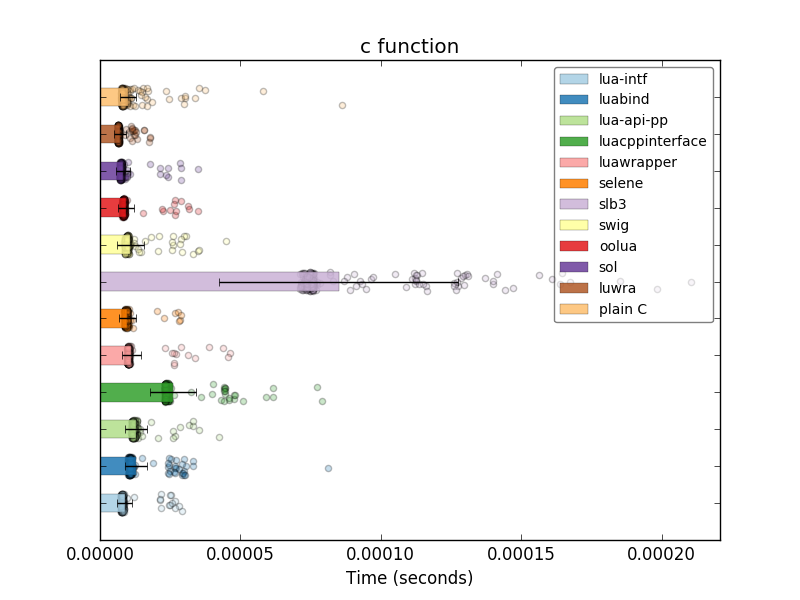 c function
lua-intf
luabind
lua-api-pp
luacppinterface
luawrapper
selene
slb3
swig
oolua
sol
luwra
plain C
0.00000 0.00005 0.00010 0.00015 0.00020
Time (seconds)